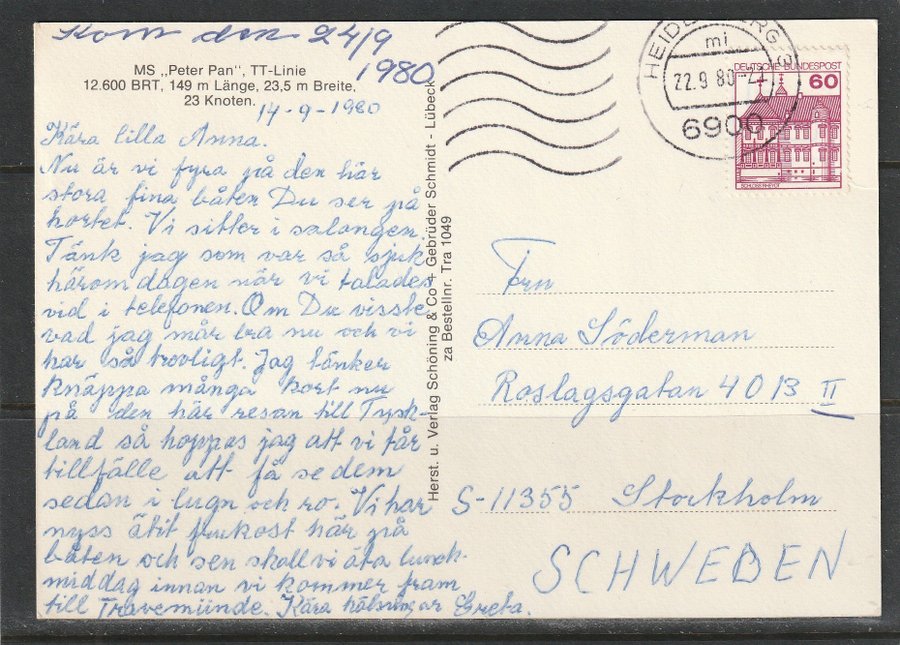 Kom den 24/9
1980
MS „Peter Pan", TT-Linie
12.600 BRT, 149 m Länge, 23,5 m Breite,
23 Knoten.
14-9-1980
Kära lilla Anna.
Nu är vi fyra på den här
stora fina båten Du ser på
kortet. Vi sitter i salongen.
Tänk jag som var så sjuk
häromdagen när vi talades
vid i telefonen. Om Du visste
vad jag mår bra nu och vi
har så trevligt. Jag tänker
knäppa många kort nu
på den här resan till Tysk-
land så hoppas jag att vi får
tillfälle att få se dem
sedan i lugn och ro. Vi har
nyss ätit frukost här på
båten och sen skall vi äta lunch-
middag innan vi kommer fram
till Travemünde. Kära hälsningar Greta.
Herst. u. Verlag Schöning & Co + Gebrüder Schmidt - Lübeck
za Bestellnr. Tra 1049
HEIDELBERG
mi
22.9.80-21
6900
DEUTSCHE BUNDESPOST
60
SCHLOSS RHEYDT
Fru
Anna Söderman
Roslagsgatan 40 13 II
S-11355 Stockholm
SCHWEDEN